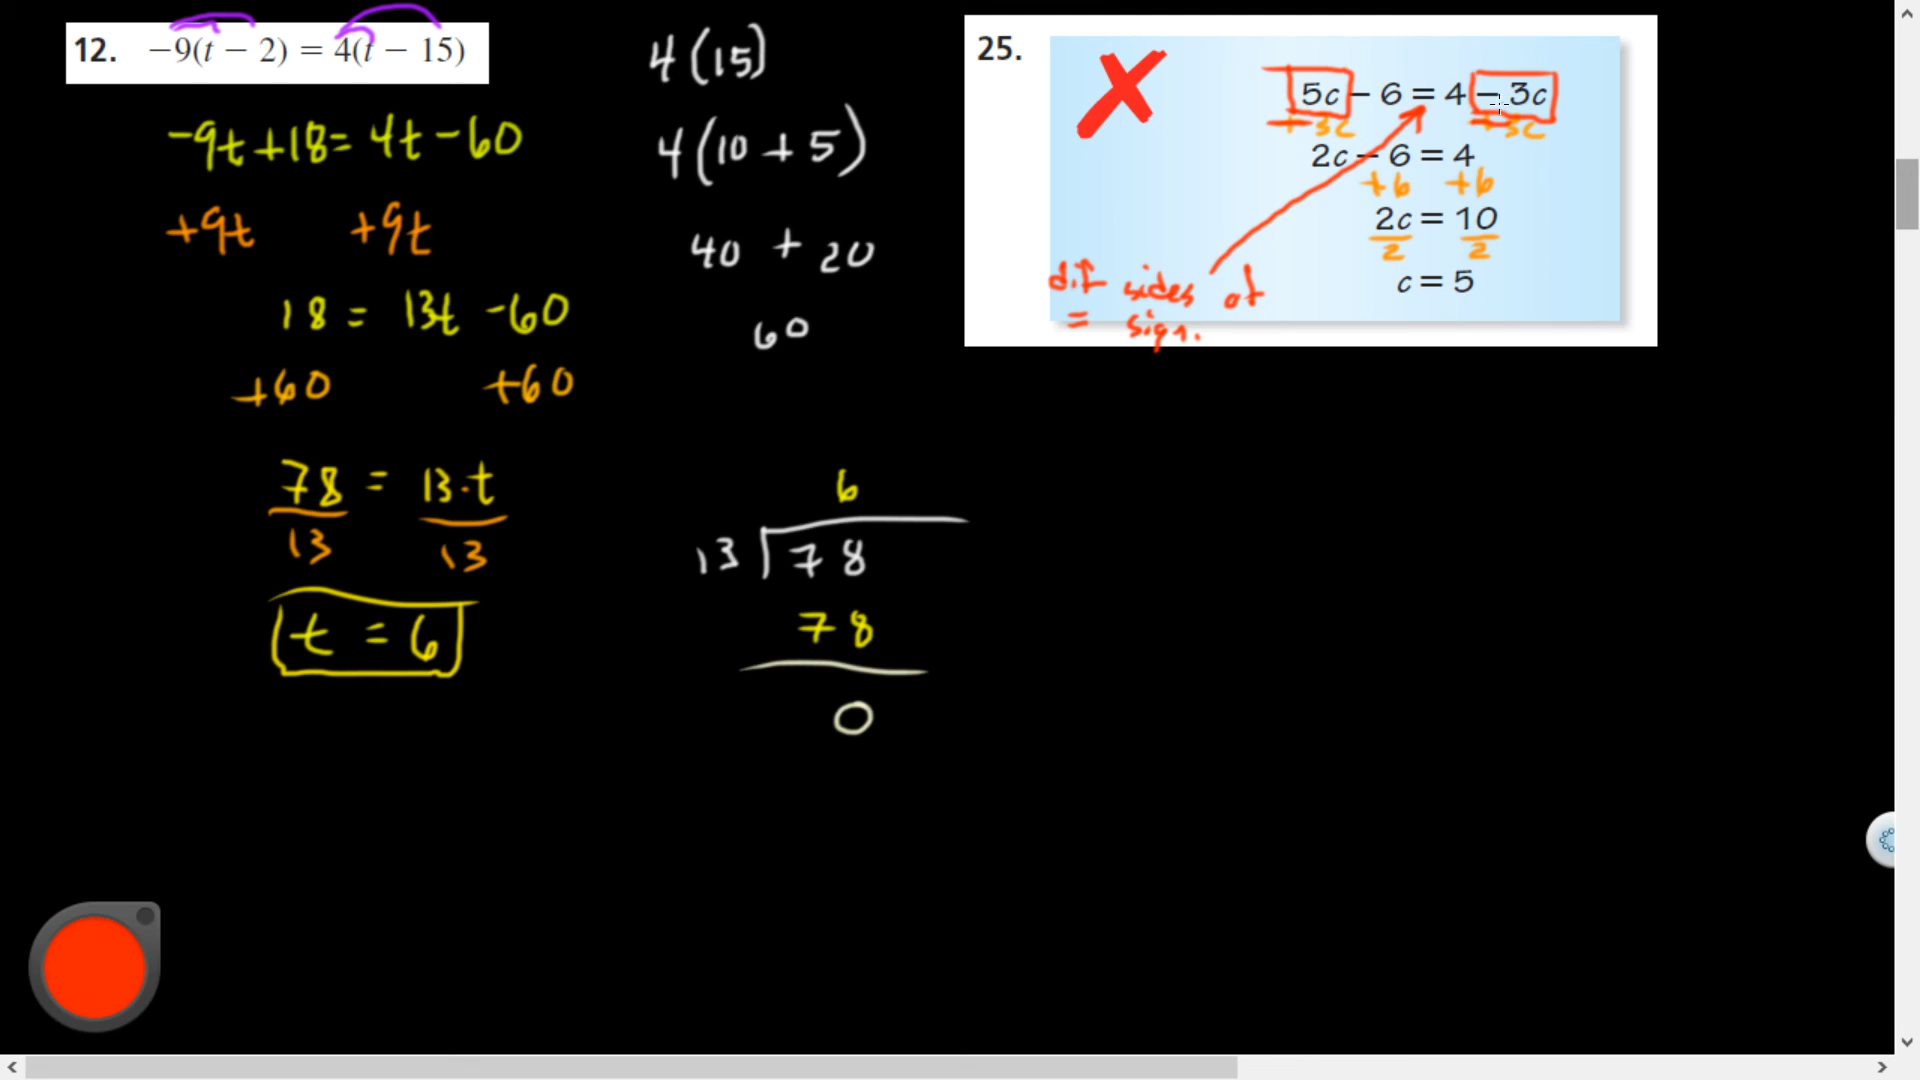 12. −9(t − 2) = 4(t − 15)
-9t+18= 4t-60
+9t +9t
18 = 13t -60
+60 +60
78 = 13·t
13 13
t = 6
4(15)
4(10 + 5)
40 + 20
60
6
13 78
78
0
25.
5c − 6 = 4 − 3c
+3c +3c
2c − 6 = 4
+6 +6
2c = 10
2 2
c = 5
dif sides of
= sign.